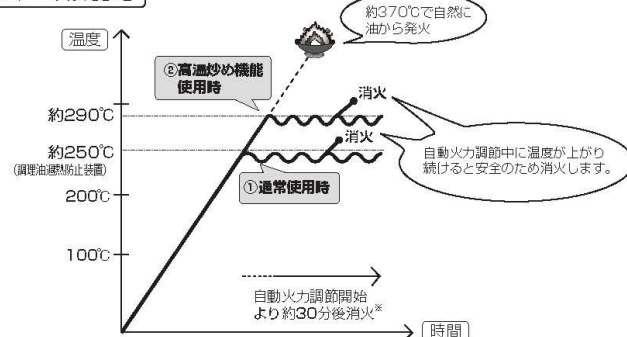 温度
約370℃で自然に
油から発火
②高温炒め機能
使用時
消火
約290℃
消火
約250℃
(調理油過熱防止装置)
自動火力調節中に温度が上がり
続けると安全のため消火します。
①通常使用時
200℃
100℃
自動火力調節開始
より約30分後消火※
時間